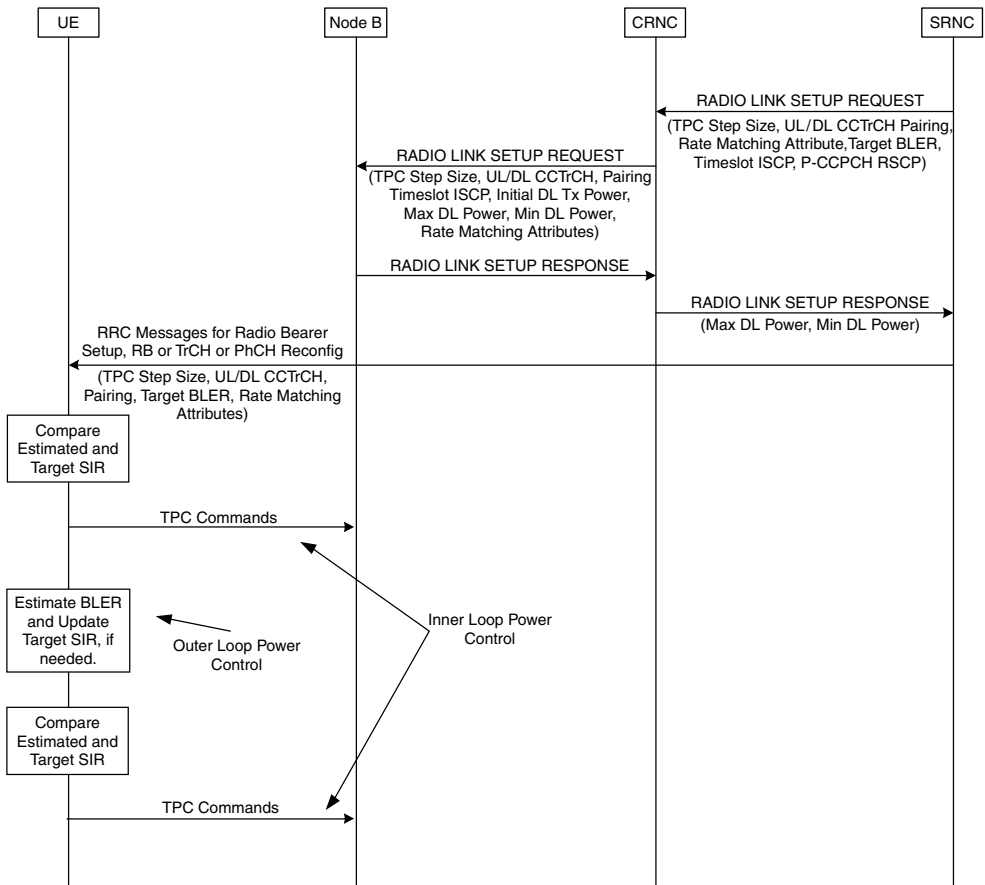 UE
Node B
CRNC
SRNC
RADIO LINK SETUP REQUEST
(TPC Step Size, UL/DL CCTrCH Pairing,
Rate Matching Attribute,Target BLER,
Timeslot ISCP, P-CCPCH RSCP)
RADIO LINK SETUP REQUEST
(TPC Step Size, UL/DL CCTrCH, Pairing
Timeslot ISCP, Initial DL Tx Power,
Max DL Power, Min DL Power,
Rate Matching Attributes)
RADIO LINK SETUP RESPONSE
RADIO LINK SETUP RESPONSE
(Max DL Power, Min DL Power)
RRC Messages for Radio Bearer
Setup, RB or TrCH or PhCH Reconfig
(TPC Step Size, UL/DL CCTrCH,
Pairing, Target BLER, Rate Matching
Attributes)
Compare
Estimated and
Target SIR
TPC Commands
Estimate BLER
and Update
Target SIR, if
needed.
Outer Loop Power
Control
Inner Loop Power
Control
Compare
Estimated and
Target SIR
TPC Commands